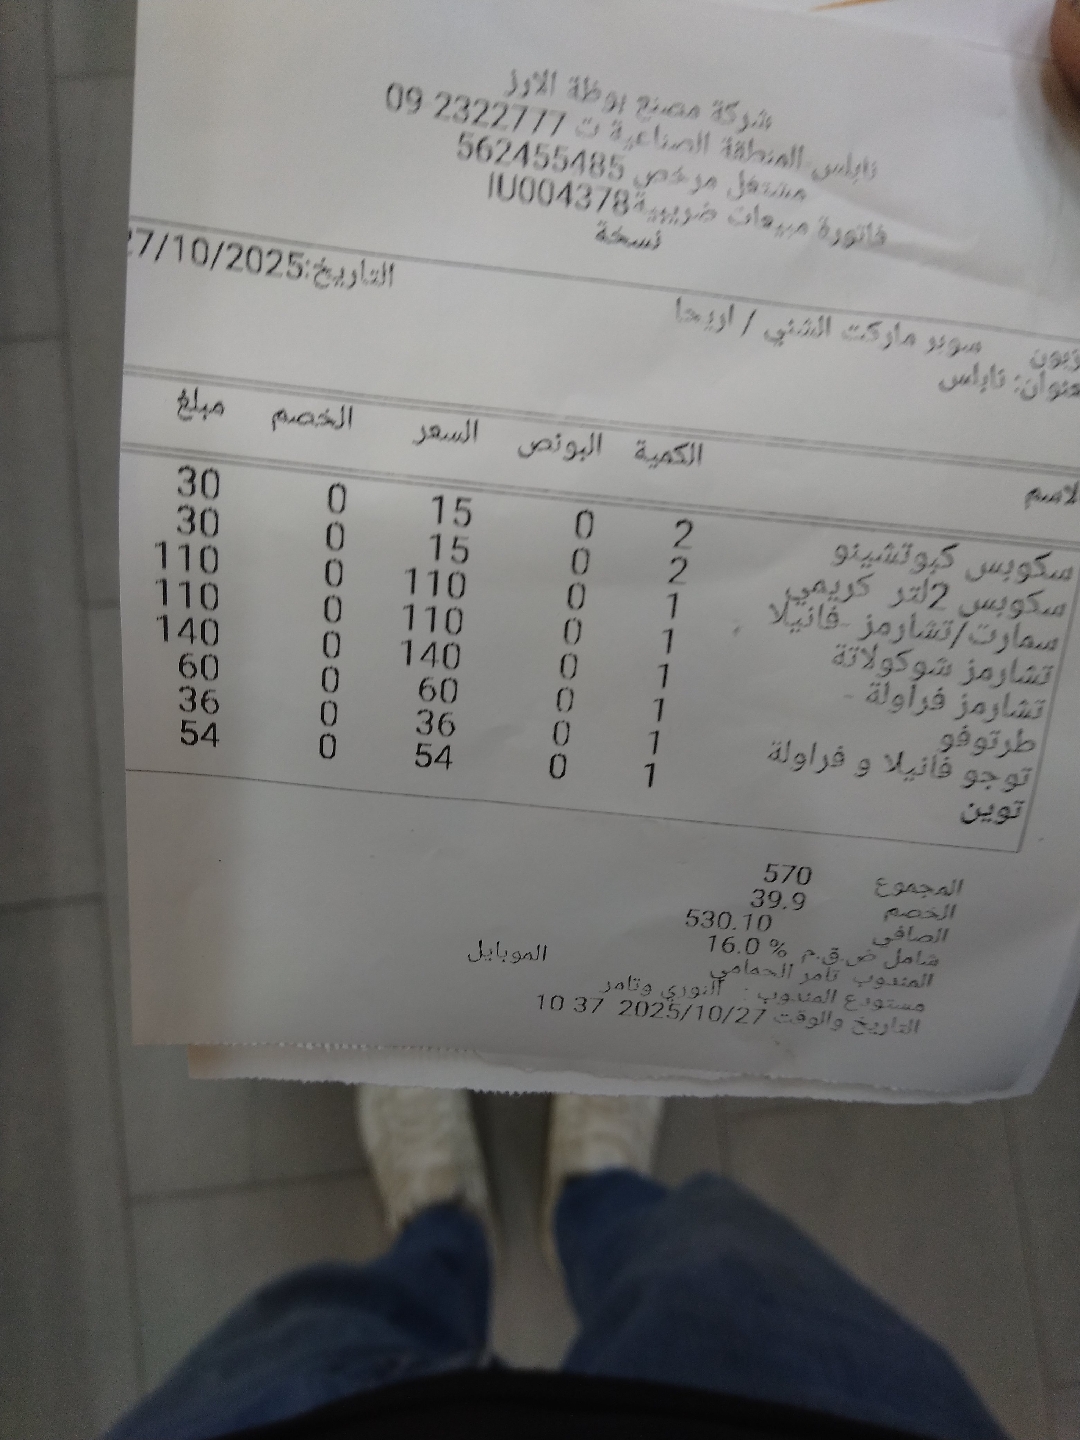 شركة مصنع بوظة الارز
نابلس-المنطقة الصناعية ت 2322777 09
مشتغل مرخص 562455485
فاتورة مبيعات ضريبية IU004378
نسخة
التاريخ:27/10/2025
زبون سوبر ماركت الشني / اريحا
عنوان: نابلس
لاسم الكمية البونص السعر الخصم مبلغ
سكوبس كبوتشينو 2 0 15 0 30
سكوبس 2لتر كريمي 2 0 15 0 30
سمارت/تشارمز -فانيلا 1 0 110 0 110
تشارمز شوكولاتة 1 0 110 0 110
تشارمز فراولة - 1 0 140 0 140
طرتوفو 1 0 60 0 60
توجو فانيلا و فراولة 1 0 36 0 36
توين 1 0 54 0 54
المجموع 570
الخصم 39.9
الصافي 530.10
شامل ض.ق.م % 16.0
المندوب تامر الحمامي الموبايل
مستودع المندوب : النوري وتامر
التاريخ والوقت 2025/10/27 37 10